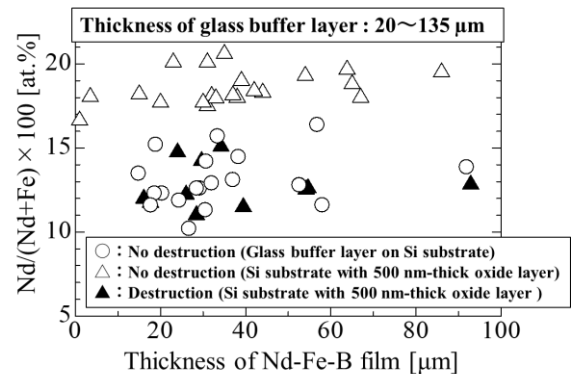 Thickness of glass buffer layer : 20～135 μm
Nd/(Nd+Fe) × 100 [at.%]
20
15
10
5
○ : No destruction (Glass buffer layer on Si substrate)
△ : No destruction (Si substrate with 500 nm-thick oxide layer)
▲ : Destruction (Si substrate with 500 nm-thick oxide layer )
0 20 40 60 80 100
Thickness of Nd-Fe-B film [μm]